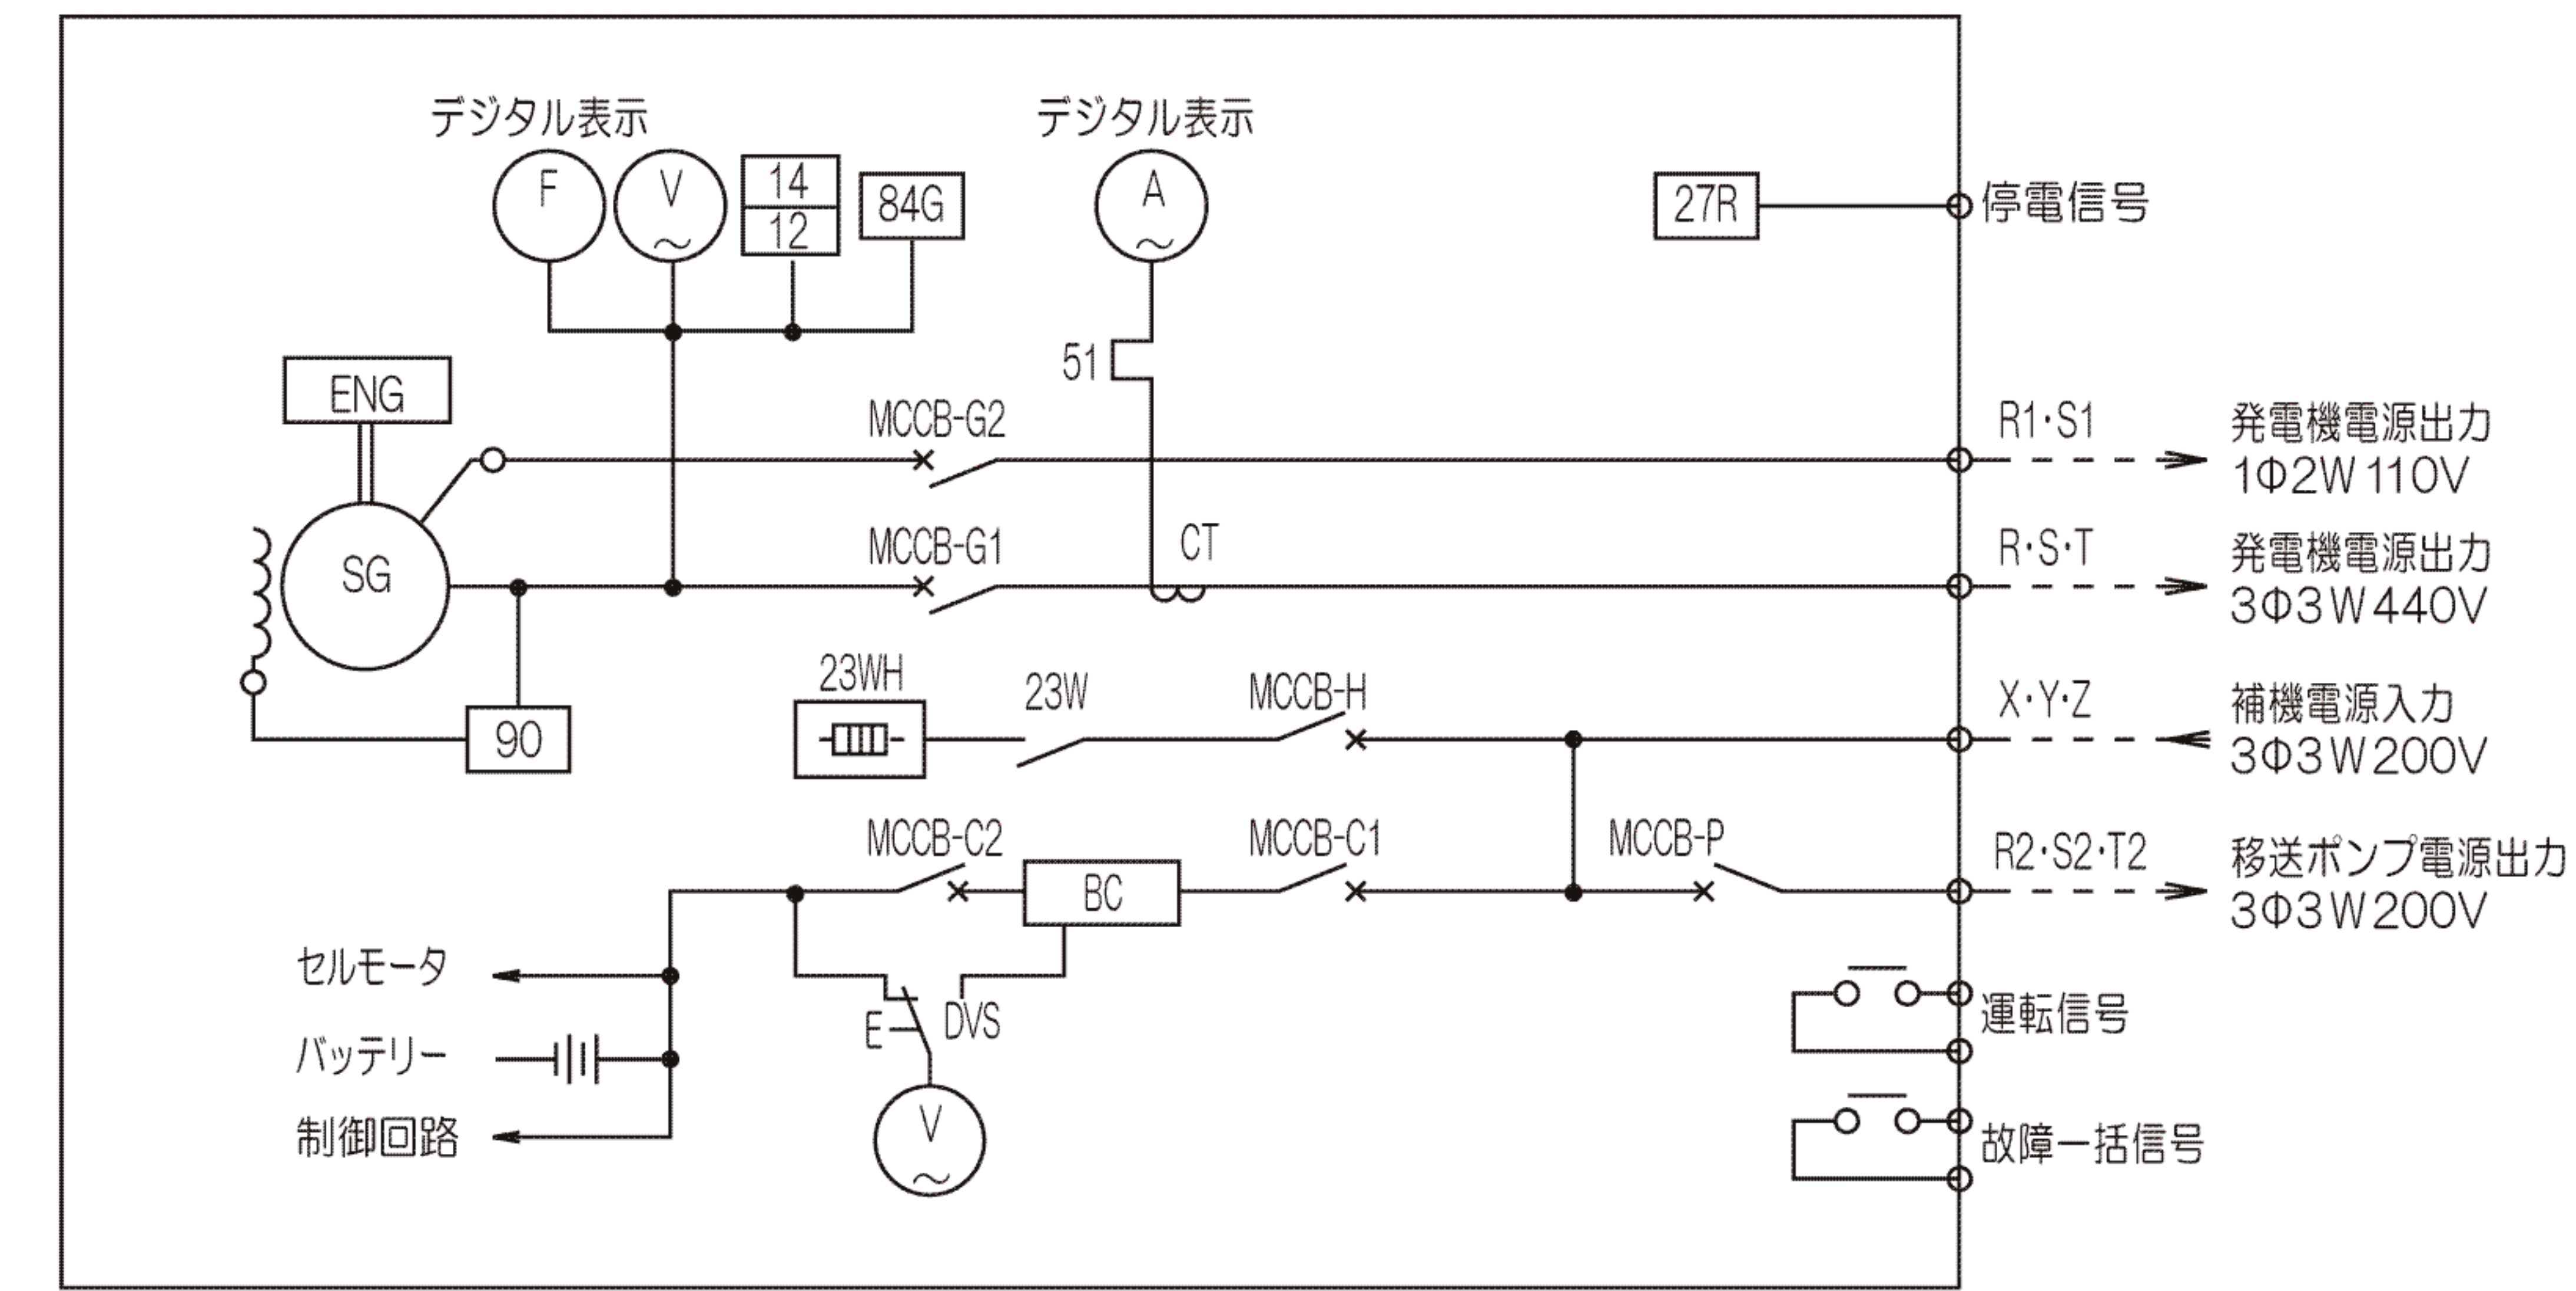 デジタル表示
デジタル表示
F
V
14
12
84G
A
27R
停電信号
51
ENG
MCCB-G2
R1・S1
発電機電源出力
1Φ2W 110V
MCCB-G1
CT
R・S・T
発電機電源出力
3Φ3W 440V
SG
23WH
23W
MCCB-H
X・Y・Z
補機電源入力
3Φ3W 200V
90
MCCB-C2
BC
MCCB-C1
MCCB-P
R2・S2・T2
移送ポンプ電源出力
3Φ3W 200V
セルモータ
E
DVS
運転信号
バッテリー
V
制御回路
故障一括信号